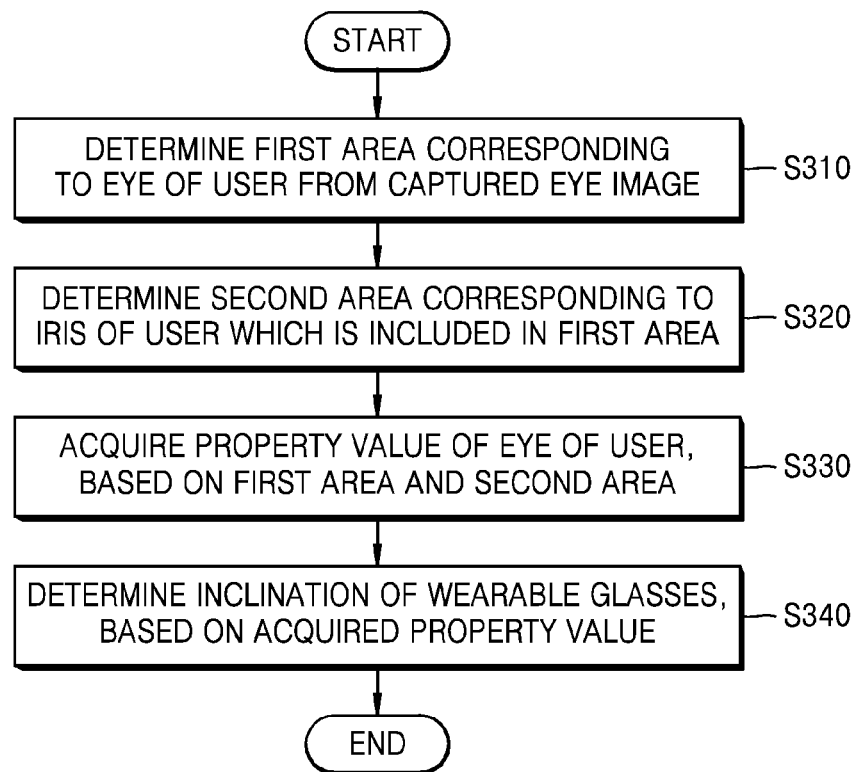 START
DETERMINE FIRST AREA CORRESPONDING
TO EYE OF USER FROM CAPTURED EYE IMAGE
S310
DETERMINE SECOND AREA CORRESPONDING TO
IRIS OF USER WHICH IS INCLUDED IN FIRST AREA
S320
ACQUIRE PROPERTY VALUE OF EYE OF USER,
BASED ON FIRST AREA AND SECOND AREA
S330
DETERMINE INCLINATION OF WEARABLE GLASSES,
BASED ON ACQUIRED PROPERTY VALUE
S340
END